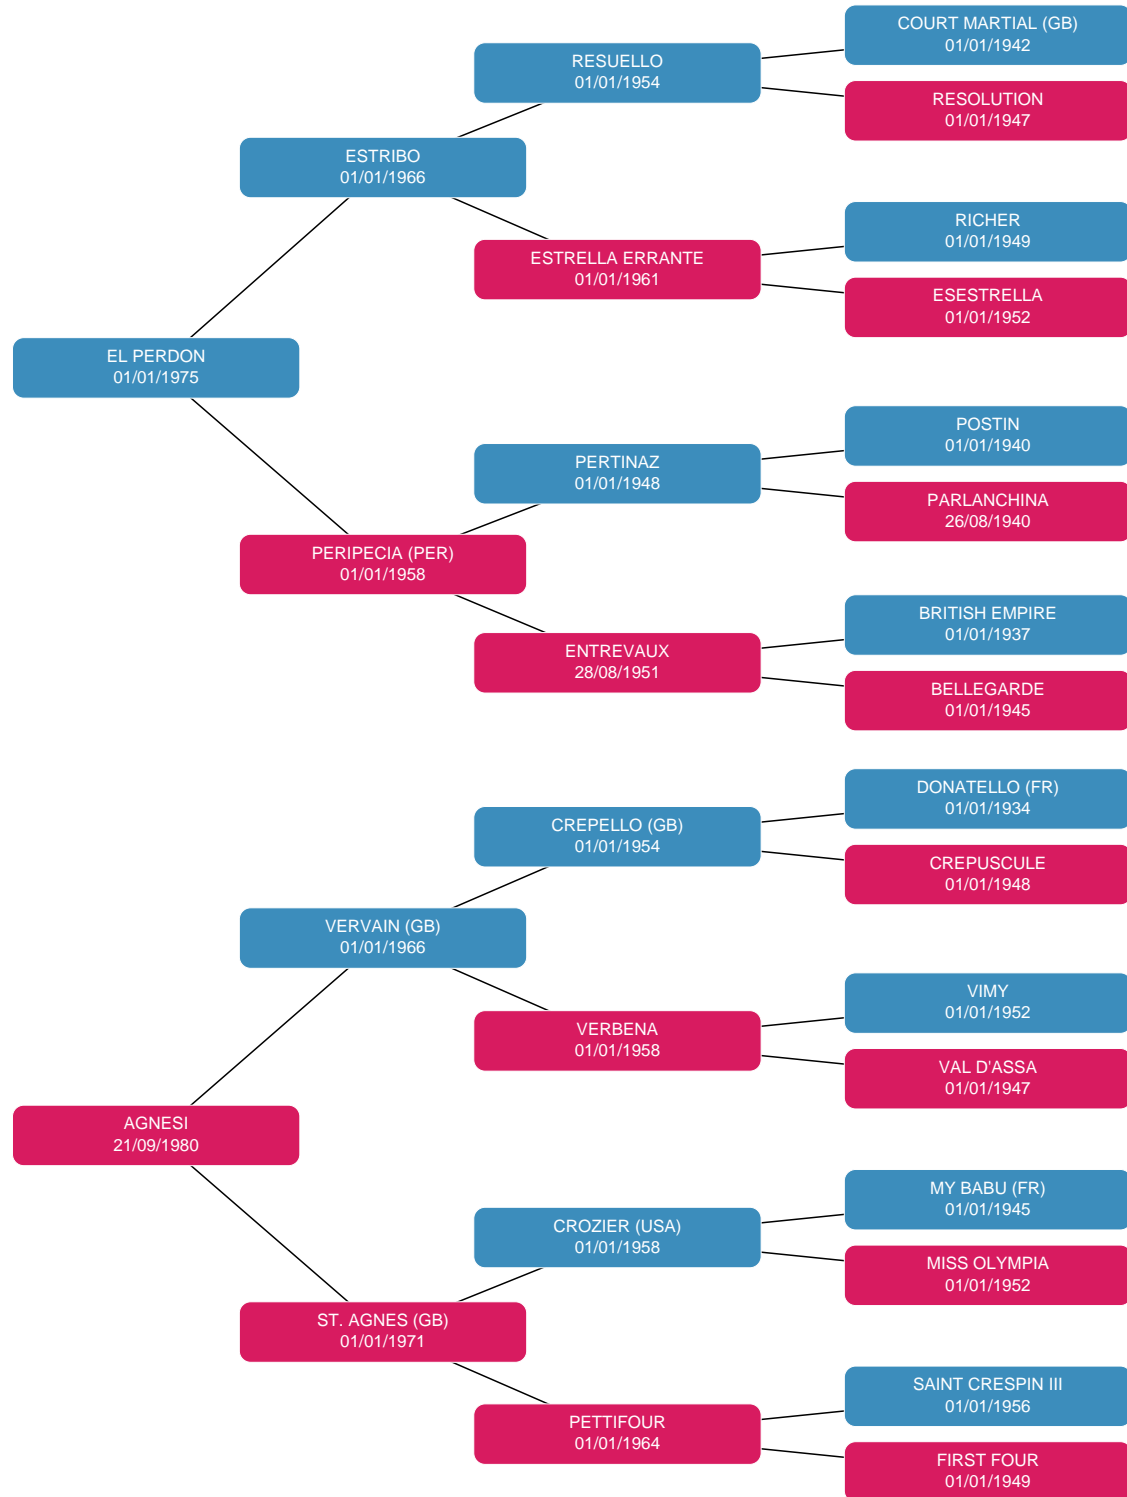 COURT MARTIAL (GB)
01/01/1942
RESUELLO
01/01/1954
RESOLUTION
01/01/1947
ESTRIBO
01/01/1966
RICHER
01/01/1949
ESTRELLA ERRANTE
01/01/1961
ESESTRELLA
01/01/1952
EL PERDON
01/01/1975
POSTIN
01/01/1940
PERTINAZ
01/01/1948
PARLANCHINA
26/08/1940
PERIPECIA (PER)
01/01/1958
BRITISH EMPIRE
01/01/1937
ENTREVAUX
28/08/1951
BELLEGARDE
01/01/1945
DONATELLO (FR)
01/01/1934
CREPELLO (GB)
01/01/1954
CREPUSCULE
01/01/1948
VERVAIN (GB)
01/01/1966
VIMY
01/01/1952
VERBENA
01/01/1958
VAL D'ASSA
01/01/1947
AGNESI
21/09/1980
MY BABU (FR)
01/01/1945
CROZIER (USA)
01/01/1958
MISS OLYMPIA
01/01/1952
ST. AGNES (GB)
01/01/1971
SAINT CRESPIN III
01/01/1956
PETTIFOUR
01/01/1964
FIRST FOUR
01/01/1949